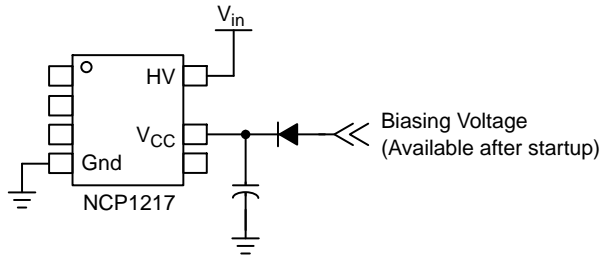 Vin
HV
VCC
Gnd
NCP1217
Biasing Voltage
(Available after startup)